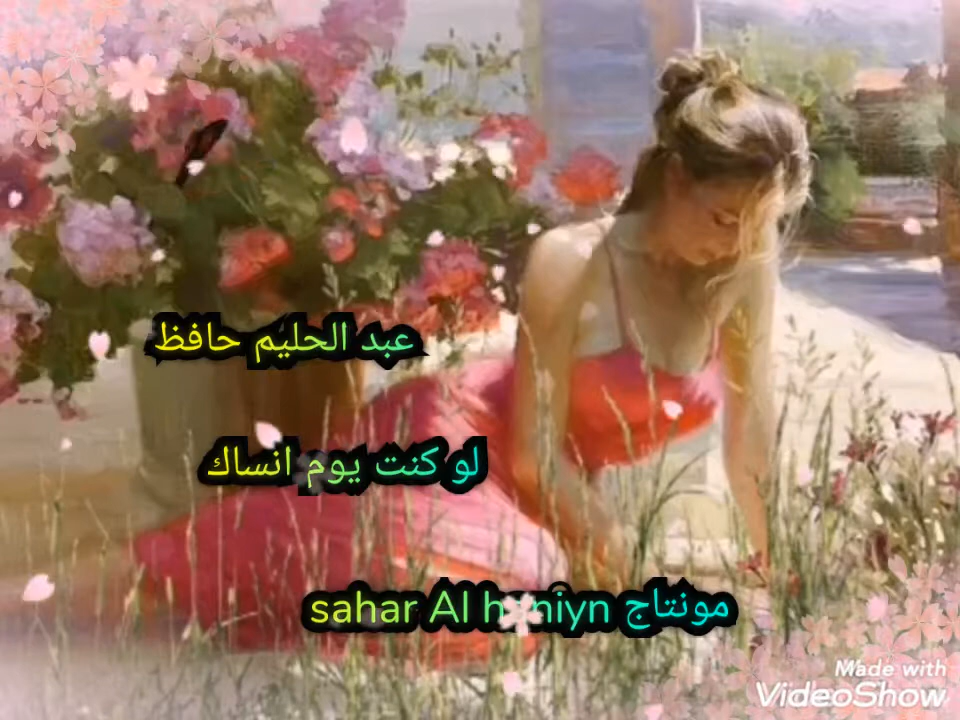 عبد الحليم حافظ
لو كنت يوم انساك
مونتاج sahar Al
Made with
VideoShow